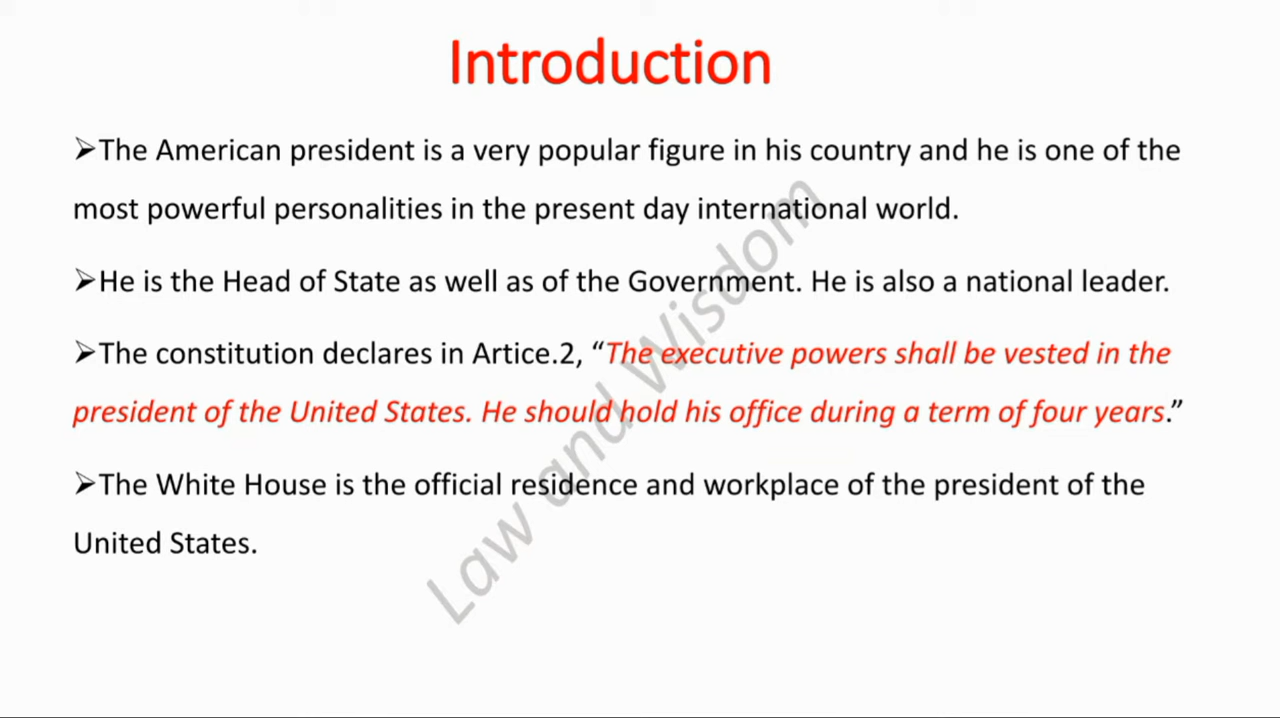 Introduction
➢The American president is a very popular figure in his country and he is one of the
most powerful personalities in the present day international world.
➢He is the Head of State as well as of the Government. He is also a national leader.
➢The constitution declares in Artice.2, “The executive powers shall be vested in the
president of the United States. He should hold his office during a term of four years.”
➢The White House is the official residence and workplace of the president of the
United States.
Law and Wisdom